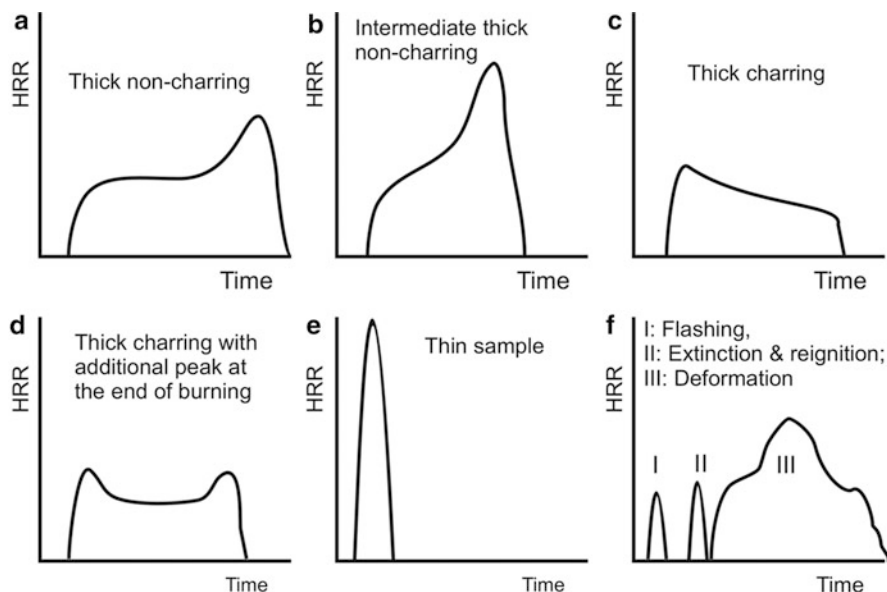 a
HRR
Thick non-charring
Time
b
HRR
Intermediate thick
non-charring
Time
c
HRR
Thick charring
Time
d
HRR
Thick charring with
additional peak at
the end of burning
Time
e
HRR
Thin sample
Time
f
HRR
I: Flashing,
II: Extinction & reignition;
III: Deformation
I
II
III
Time